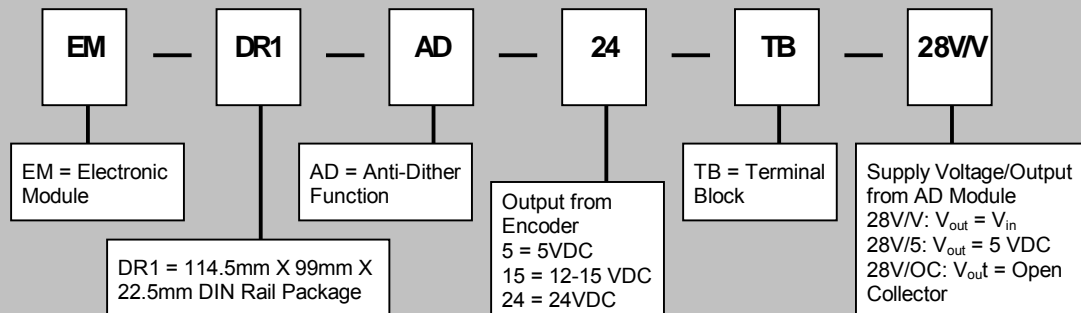 EM — DR1 — AD — 24 — TB — 28V/V
EM = Electronic
Module
DR1 = 114.5mm X 99mm X
22.5mm DIN Rail Package
AD = Anti-Dither
Function
Output from
Encoder
5 = 5VDC
15 = 12-15 VDC
24 = 24VDC
TB = Terminal
Block
Supply Voltage/Output
from AD Module
28V/V: Vout = Vin
28V/5: Vout = 5 VDC
28V/OC: Vout = Open
Collector